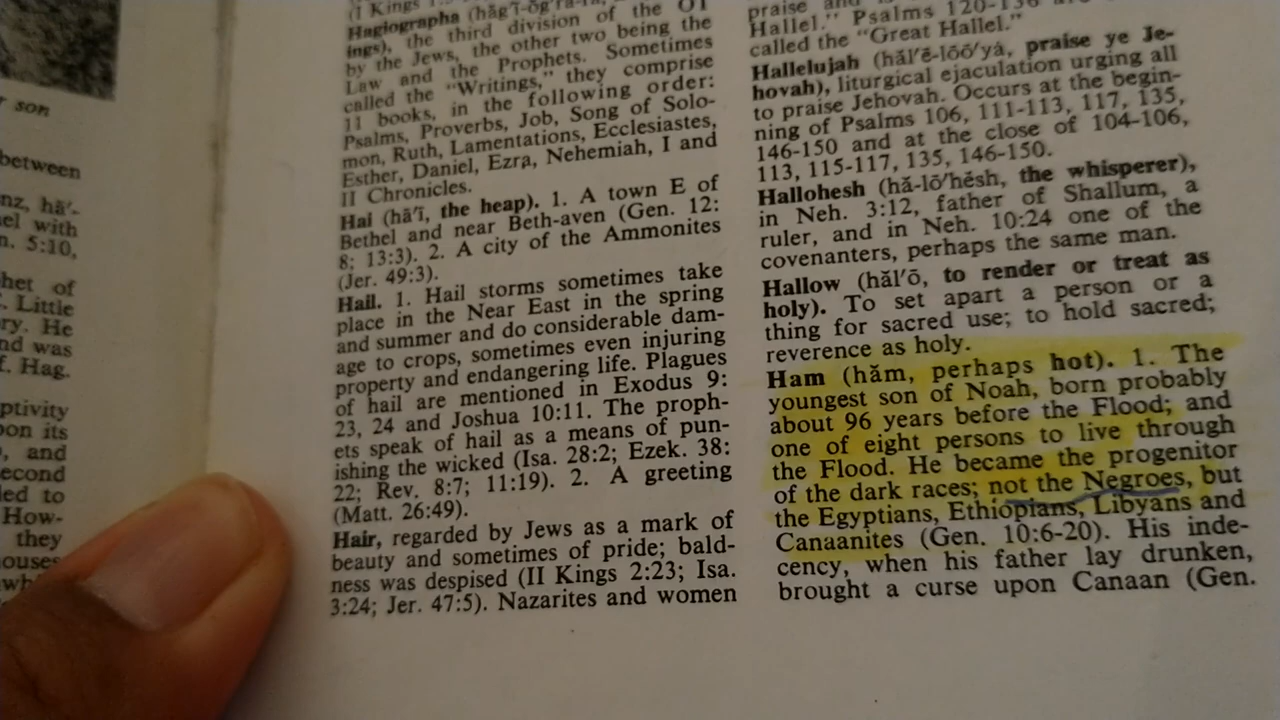 r son
between
nz, hā′-
el with
n. 5:10,
het of
. Little
ry. He
nd was
f. Hag.
ptivity
pon its
, and
econd
led to
How-
they
ouses
(I Kings
Hagiographa (hăg′ĭ-ŏg′ra-fa,
ings), the third division of the OT
by the Jews, the other two being the
Law and the Prophets. Sometimes
called the "Writings," they comprise
11 books, in the following order:
Psalms, Proverbs, Job, Song of Solo-
mon, Ruth, Lamentations, Ecclesiastes,
Esther, Daniel, Ezra, Nehemiah, I and
II Chronicles.
Hai (hā′ī, the heap). 1. A town E of
Bethel and near Beth-aven (Gen. 12:
8; 13:3). 2. A city of the Ammonites
(Jer. 49:3).
Hail. 1. Hail storms sometimes take
place in the Near East in the spring
and summer and do considerable dam-
age to crops, sometimes even injuring
property and endangering life. Plagues
of hail are mentioned in Exodus 9:
23, 24 and Joshua 10:11. The proph-
ets speak of hail as a means of pun-
ishing the wicked (Isa. 28:2; Ezek. 38:
22; Rev. 8:7; 11:19). 2. A greeting
(Matt. 26:49).
Hair, regarded by Jews as a mark of
beauty and sometimes of pride; bald-
ness was despised (II Kings 2:23; Isa.
3:24; Jer. 47:5). Nazarites and women
praise and is
Hallel." Psalms 120-136
called the "Great Hallel."
Hallelujah (hăl′ē-lōō′yá, praise ye Je-
hovah), liturgical ejaculation urging all
to praise Jehovah. Occurs at the begin-
ning of Psalms 106, 111-113, 117, 135,
146-150 and at the close of 104-106,
113, 115-117, 135, 146-150.
Hallohesh (hă-lō′hĕsh, the whisperer),
in Neh. 3:12, father of Shallum, a
ruler, and in Neh. 10:24 one of the
covenanters, perhaps the same man.
Hallow (hăl′ō, to render or treat as
holy). To set apart a person or a
thing for sacred use; to hold sacred;
reverence as holy.
Ham (hăm, perhaps hot). 1. The
youngest son of Noah, born probably
about 96 years before the Flood; and
one of eight persons to live through
the Flood. He became the progenitor
of the dark races; not the Negroes, but
the Egyptians, Ethiopians, Libyans and
Canaanites (Gen. 10:6-20). His inde-
cency, when his father lay drunken,
brought a curse upon Canaan (Gen.